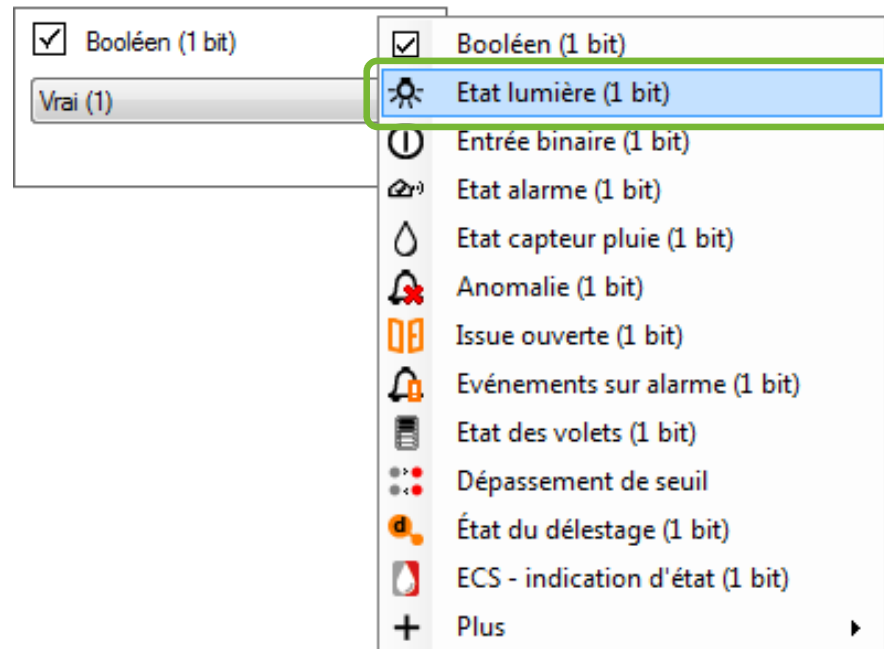 Booléen (1 bit)
Vrai (1)
Booléen (1 bit)
Etat lumière (1 bit)
Entrée binaire (1 bit)
Etat alarme (1 bit)
Etat capteur pluie (1 bit)
Anomalie (1 bit)
Issue ouverte (1 bit)
Evénements sur alarme (1 bit)
Etat des volets (1 bit)
Dépassement de seuil
État du délestage (1 bit)
ECS - indication d'état (1 bit)
Plus